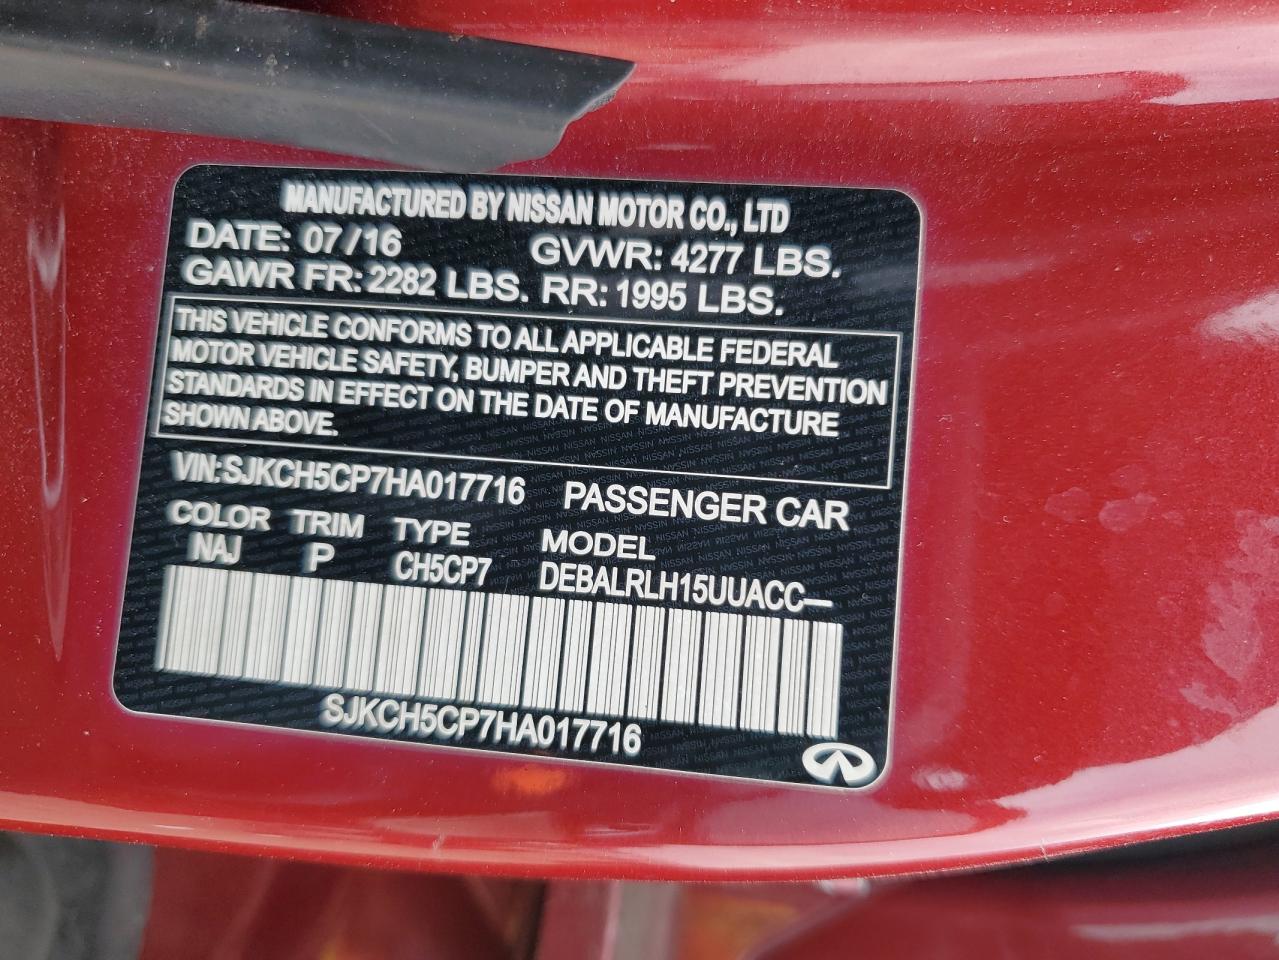 MANUFACTURED BY NISSAN MOTOR CO., LTD
DATE: 07/16 GVWR: 4277 LBS.
GAWR FR: 2282 LBS. RR: 1995 LBS.
THIS VEHICLE CONFORMS TO ALL APPLICABLE FEDERAL
MOTOR VEHICLE SAFETY, BUMPER AND THEFT PREVENTION
STANDARDS IN EFFECT ON THE DATE OF MANUFACTURE
SHOWN ABOVE.
VIN:SJKCH5CP7HA017716 PASSENGER CAR
COLOR TRIM TYPE MODEL
NAJ P CH5CP7 DEBALRLH15UUACC—
SJKCH5CP7HA017716